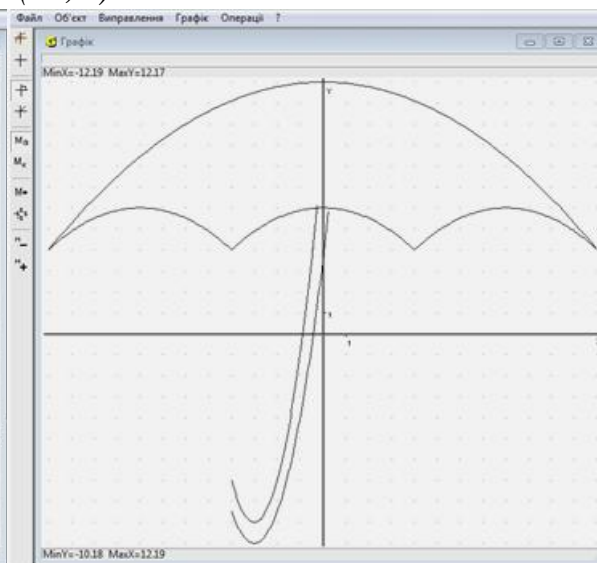 Файл Об'єкт Виправлення Графік Операції ?
Графік
MinX=-12.19 MaxY=12.17
Y
1
1
MinY=-10.18 MaxX=12.19